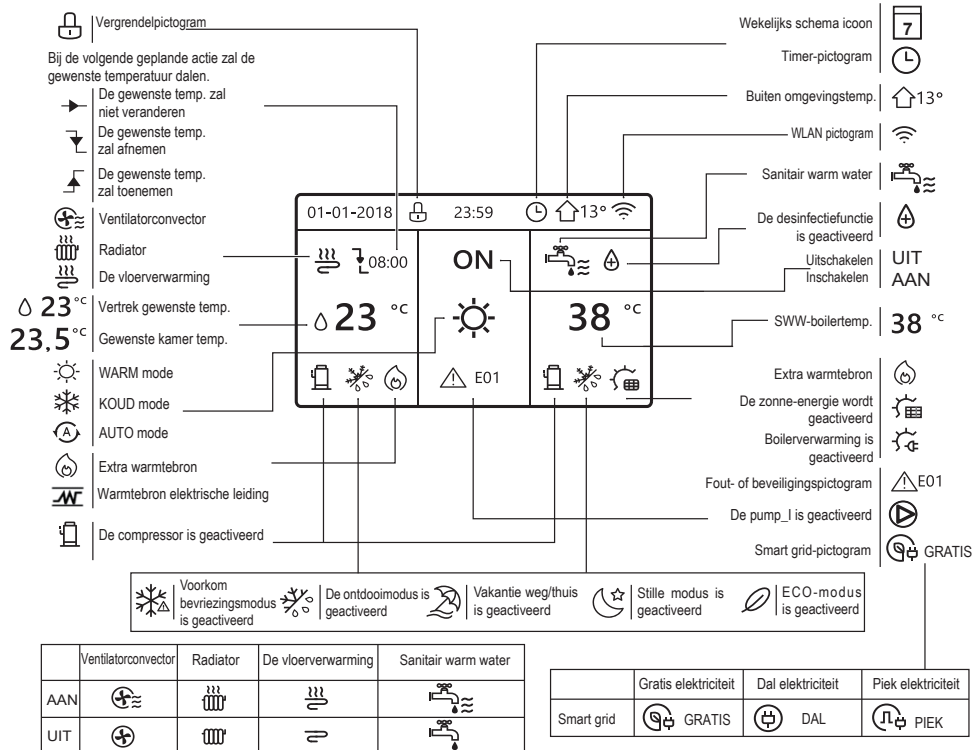 Vergrendelpictogram
Bij de volgende geplande actie zal de
gewenste temperatuur dalen.
De gewenste temp. zal
niet veranderen
De gewenste temp.
zal afnemen
De gewenste temp.
zal toenemen
Ventilatorconvector
Radiator
De vloerverwarming
23°C Vertrek gewenste temp.
23,5°C Gewenste kamer temp.
WARM mode
KOUD mode
A AUTO mode
Extra warmtebron
Warmtebron elektrische leiding
De compressor is geactiveerd
01-01-2018 23:59 13°
08:00 ON
23 °C 38 °C
E01
Wekelijks schema icoon 7
Timer-pictogram
Buiten omgevingstemp. 13°
WLAN pictogram
Sanitair warm water
De desinfectiefunctie
is geactiveerd
Uitschakelen UIT
Inschakelen AAN
SWW-boilertemp. 38 °C
Extra warmtebron
De zonne-energie wordt
geactiveerd
Boilerverwarming is
geactiveerd
Fout- of beveiligingspictogram E01
De pump_I is geactiveerd
Smart grid-pictogram GRATIS
Voorkom
bevriezingsmodus
is geactiveerd
De ontdooimodus is
geactiveerd
Vakantie weg/thuis
is geactiveerd
Stille modus is
geactiveerd
ECO-modus
is geactiveerd
Ventilatorconvector Radiator De vloerverwarming Sanitair warm water
AAN
UIT
Gratis elektriciteit Dal elektriciteit Piek elektriciteit
Smart grid GRATIS DAL PIEK